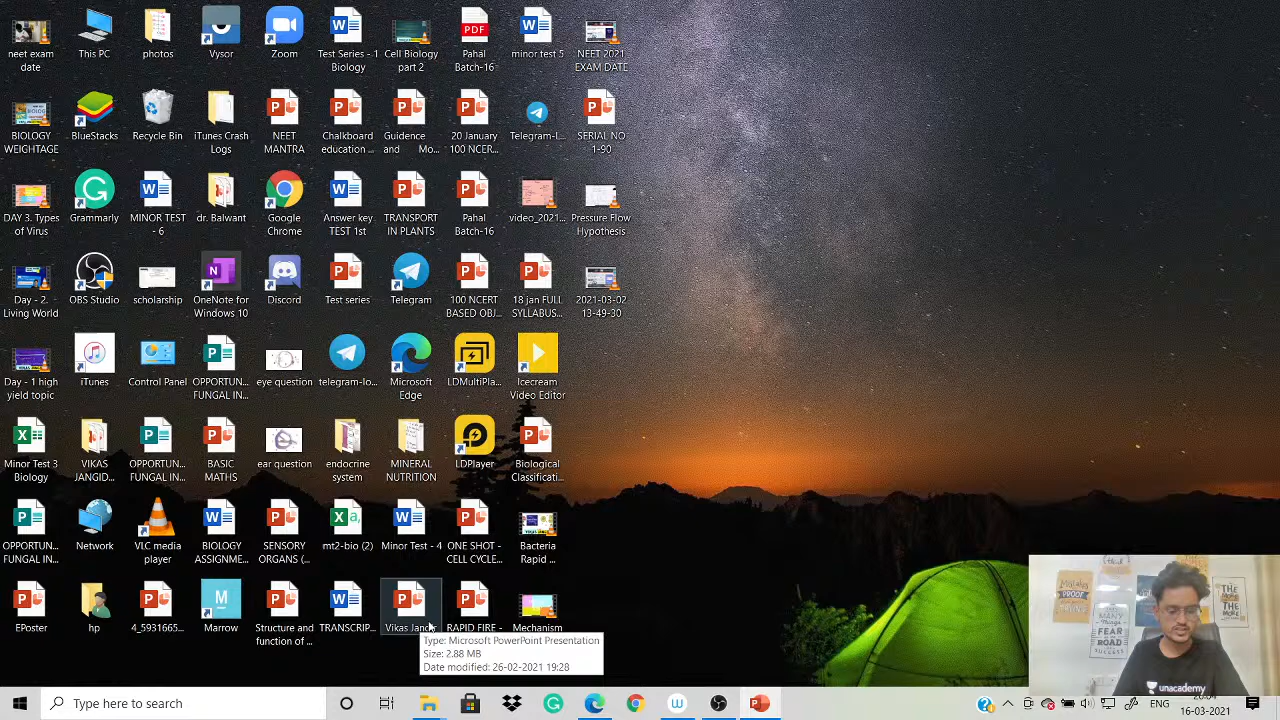 neet exam
date
This PC
photos
Vysor
Zoom
Test Series - 1
Biology
Cell Biology
part 2
PDF
Pahal
Batch-16
minor test 5
NEET 2021
EXAM DATE
BIOLOGY
WEIGHTAGE
BlueStacks
Recycle Bin
iTunes Crash
Logs
NEET
MANTRA
Chalkboard
education ...
Guidence
and Mo...
20 January
100 NCER...
Telegram-l...
SERIAL NO
1-90
DAY 3. Types
of Virus
Grammarly
MINOR TEST
- 6
dr. Balwant
Google
Chrome
Answer key
TEST 1st
TRANSPORT
IN PLANTS
Pahal
Batch-16
video_2021...
Pressure Flow
Hypothesis
Day - 2
Living World
OBS Studio
scholarship
OneNote for
Windows 10
Discord
Test series
Telegram
100 NCERT
BASED OBJ...
18 jan FULL
SYLLABUS...
2021-03-02
13-49-30
Day - 1 high
yield topic
iTunes
Control Panel
OPPORTUN...
FUNGAL IN...
eye question
telegram-lo...
Microsoft
Edge
LDMultiPla...
Icecream
Video Editor
Minor Test 3
Biology
VIKAS
JANGID...
OPPORTUN...
FUNGAL IN...
BASIC
MATHS
ear question
endocrine
system
MINERAL
NUTRITION
LDPlayer
Biological
Classificati...
OPPORTUN...
FUNGAL IN...
Network
VLC media
player
BIOLOGY
ASSIGNME...
SENSORY
ORGANS (...
mt2-bio (2)
Minor Test - 4
ONE SHOT -
CELL CYCLE...
Bacteria
Rapid ...
EPoster
hp
4_5931665...
Marrow
Structure and
function of ...
TRANSCRIP...
RAPID FIRE -
Mechanism
Type: Microsoft PowerPoint Presentation
Size: 2.88 MB
Date modified: 26-02-2021 19:28
MISTAKES
PROOF
FEAR
ROAD
SUCCESS
THE
unacademy
Type here to search
ENG
20:04
16-03-2021